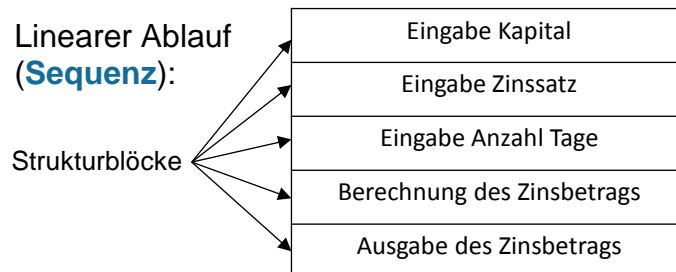 Linearer Ablauf
(Sequenz):
Strukturblöcke
Eingabe Kapital
Eingabe Zinssatz
Eingabe Anzahl Tage
Berechnung des Zinsbetrags
Ausgabe des Zinsbetrags